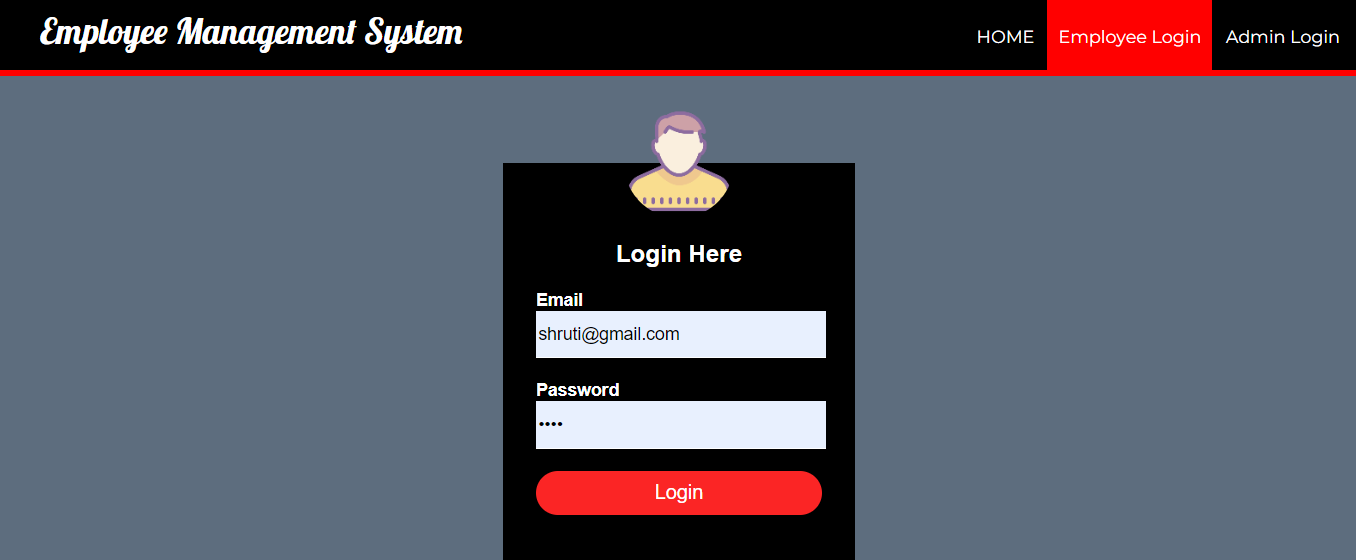 Employee Management System
HOME Employee Login Admin Login
Login Here
Email
shruti@gmail.com
Password
••••
Login